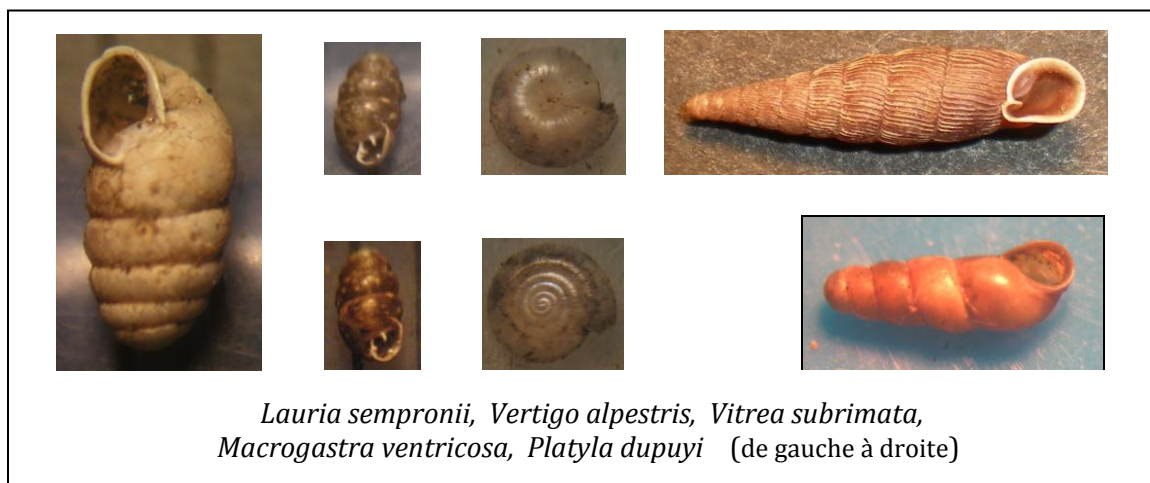 Lauria sempronii, Vertigo alpestris, Vitrea subrimata,
Macrogastra ventricosa, Platyla dupuyi (de gauche à droite)